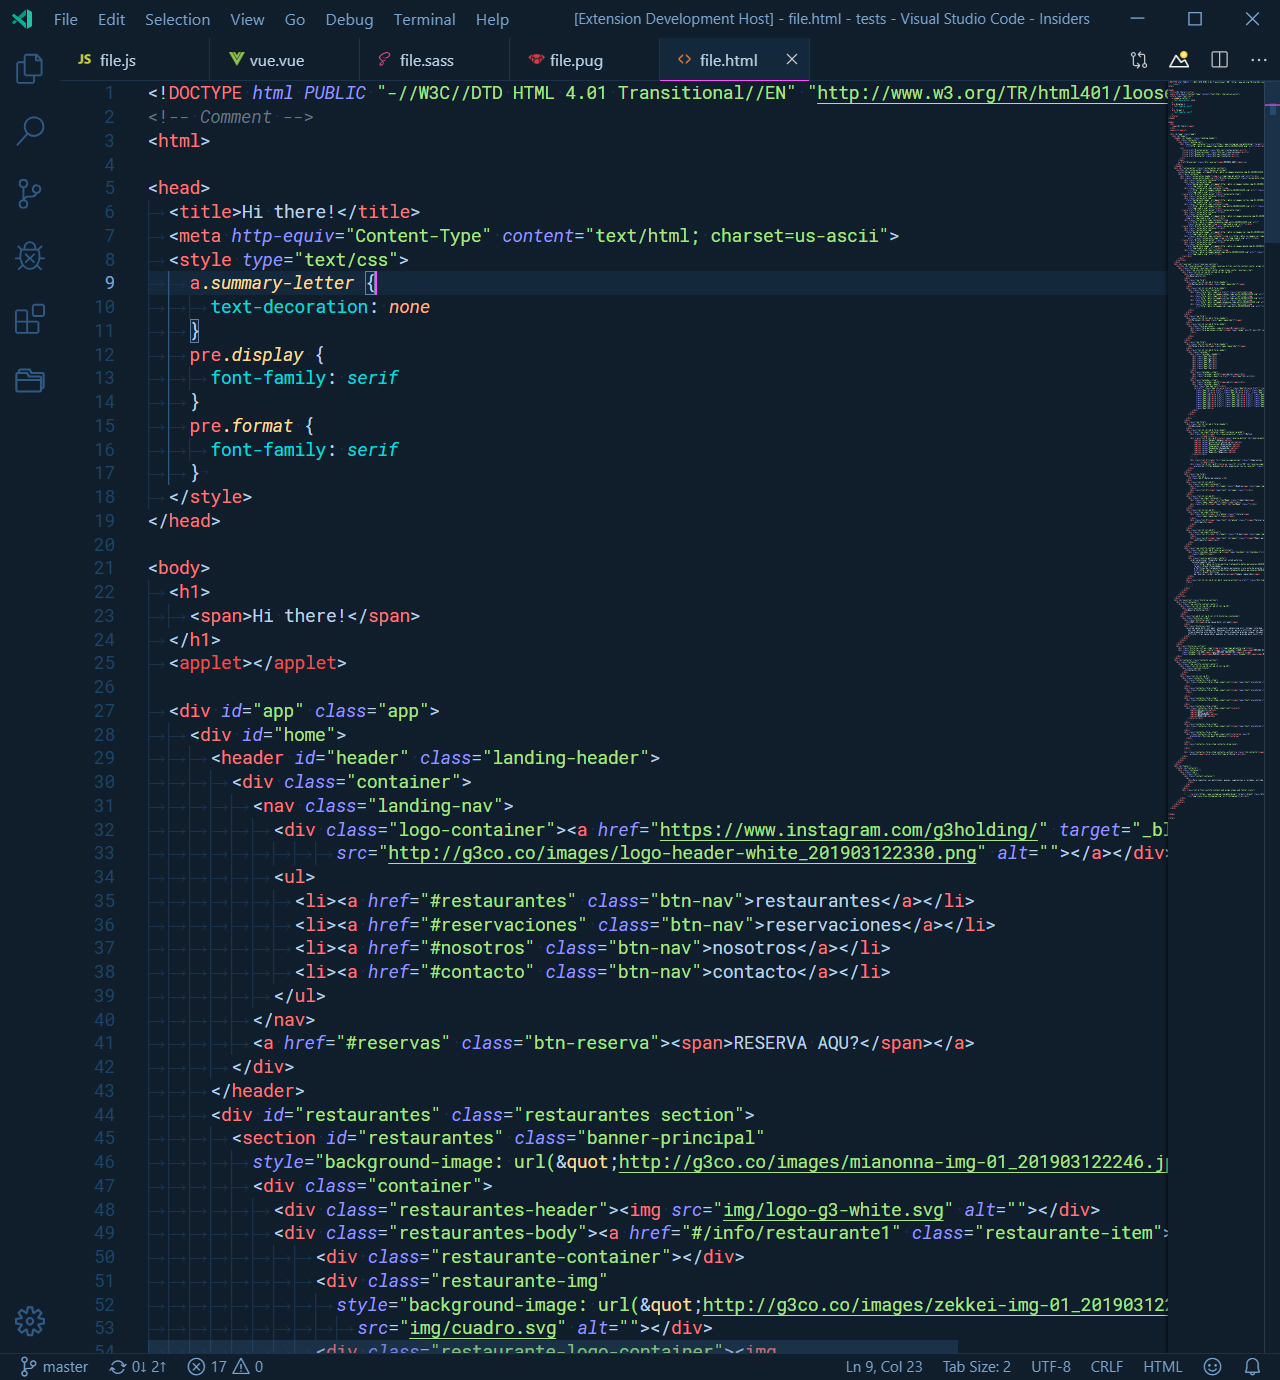 File Edit Selection View Go Debug Terminal Help [Extension Development Host] - file.html - tests - Visual Studio Code - Insiders
JS file.js vue.vue file.sass file.pug <> file.html
1 <!DOCTYPE html PUBLIC "-//W3C//DTD HTML 4.01 Transitional//EN" "http://www.w3.org/TR/html401/loose
2 <!-- Comment -->
3 <html>
4
5 <head>
6 <title>Hi there!</title>
7 <meta http-equiv="Content-Type" content="text/html; charset=us-ascii">
8 <style type="text/css">
9 a.summary-letter {
10 text-decoration: none
11 }
12 pre.display {
13 font-family: serif
14 }
15 pre.format {
16 font-family: serif
17 }
18 </style>
19 </head>
20
21 <body>
22 <h1>
23 <span>Hi there!</span>
24 </h1>
25 <applet></applet>
26
27 <div id="app" class="app">
28 <div id="home">
29 <header id="header" class="landing-header">
30 <div class="container">
31 <nav class="landing-nav">
32 <div class="logo-container"><a href="https://www.instagram.com/g3holding/" target="_bl
33 src="http://g3co.co/images/logo-header-white_201903122330.png" alt=""></a></div>
34 <ul>
35 <li><a href="#restaurantes" class="btn-nav">restaurantes</a></li>
36 <li><a href="#reservaciones" class="btn-nav">reservaciones</a></li>
37 <li><a href="#nosotros" class="btn-nav">nosotros</a></li>
38 <li><a href="#contacto" class="btn-nav">contacto</a></li>
39 </ul>
40 </nav>
41 <a href="#reservas" class="btn-reserva"><span>RESERVA AQU?</span></a>
42 </div>
43 </header>
44 <div id="restaurantes" class="restaurantes section">
45 <section id="restaurantes" class="banner-principal"
46 style="background-image: url(&quot;http://g3co.co/images/mianonna-img-01_201903122246.jp
47 <div class="container">
48 <div class="restaurantes-header"><img src="img/logo-g3-white.svg" alt=""></div>
49 <div class="restaurantes-body"><a href="#/info/restaurante1" class="restaurante-item">
50 <div class="restaurante-container"></div>
51 <div class="restaurante-img"
52 style="background-image: url(&quot;http://g3co.co/images/zekkei-img-01_201903122
53 src="img/cuadro.svg" alt=""></div>
54 <div class="restaurante-logo-container"><img
master 0↓ 2↑ 17 0 Ln 9, Col 23 Tab Size: 2 UTF-8 CRLF HTML